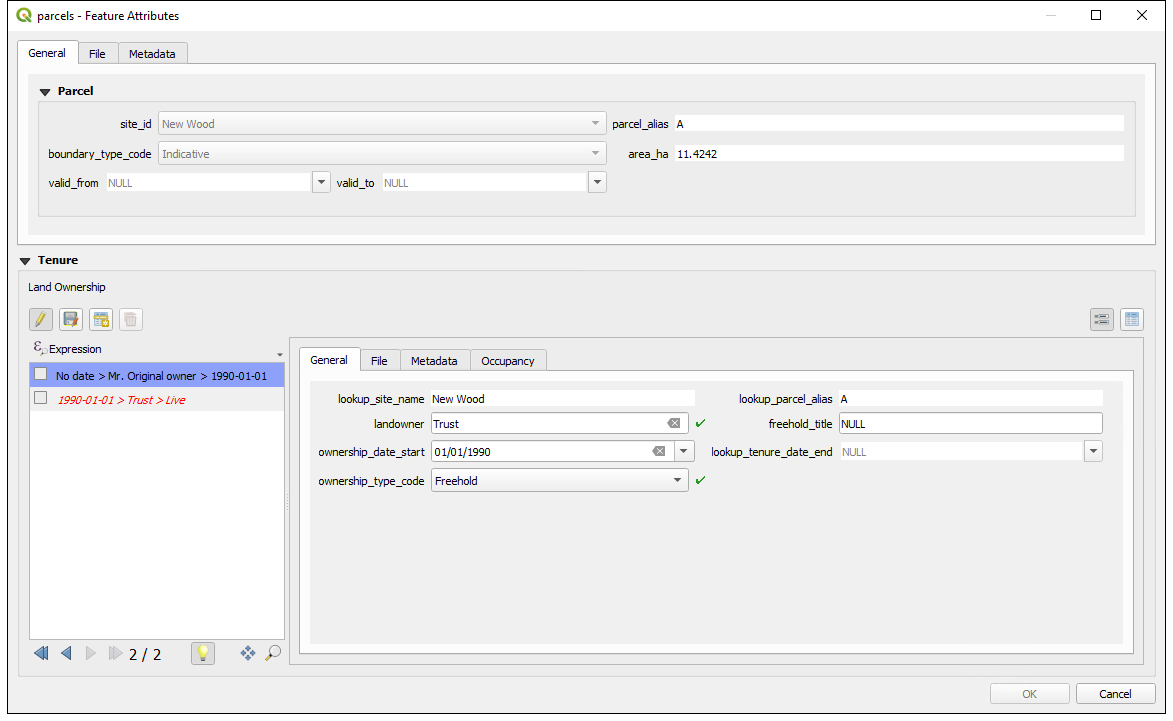 parcels - Feature Attributes
General File Metadata
Parcel
site_id New Wood parcel_alias A
boundary_type_code Indicative area_ha 11.4242
valid_from NULL valid_to NULL
Tenure
Land Ownership
Expression
No date > Mr. Original owner > 1990-01-01
1990-01-01 > Trust > Live
2 / 2
General File Metadata Occupancy
lookup_site_name New Wood lookup_parcel_alias A
landowner Trust freehold_title NULL
ownership_date_start 01/01/1990 lookup_tenure_date_end NULL
ownership_type_code Freehold
OK Cancel